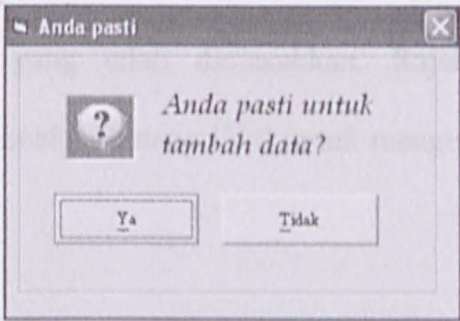 Anda pasti
Anda pasti untuk
tambah data?
Ya
Tidak